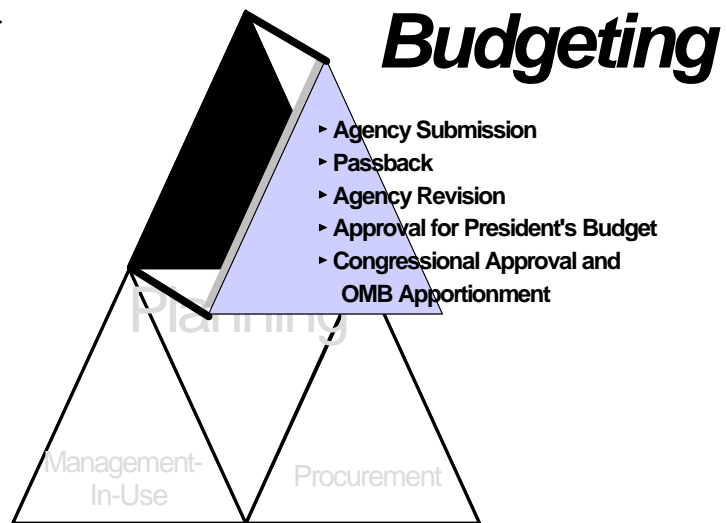 Budgeting
▸ Agency Submission
▸ Passback
▸ Agency Revision
▸ Approval for President's Budget
▸ Congressional Approval and
OMB Apportionment
Planning
Management-
In-Use
Procurement